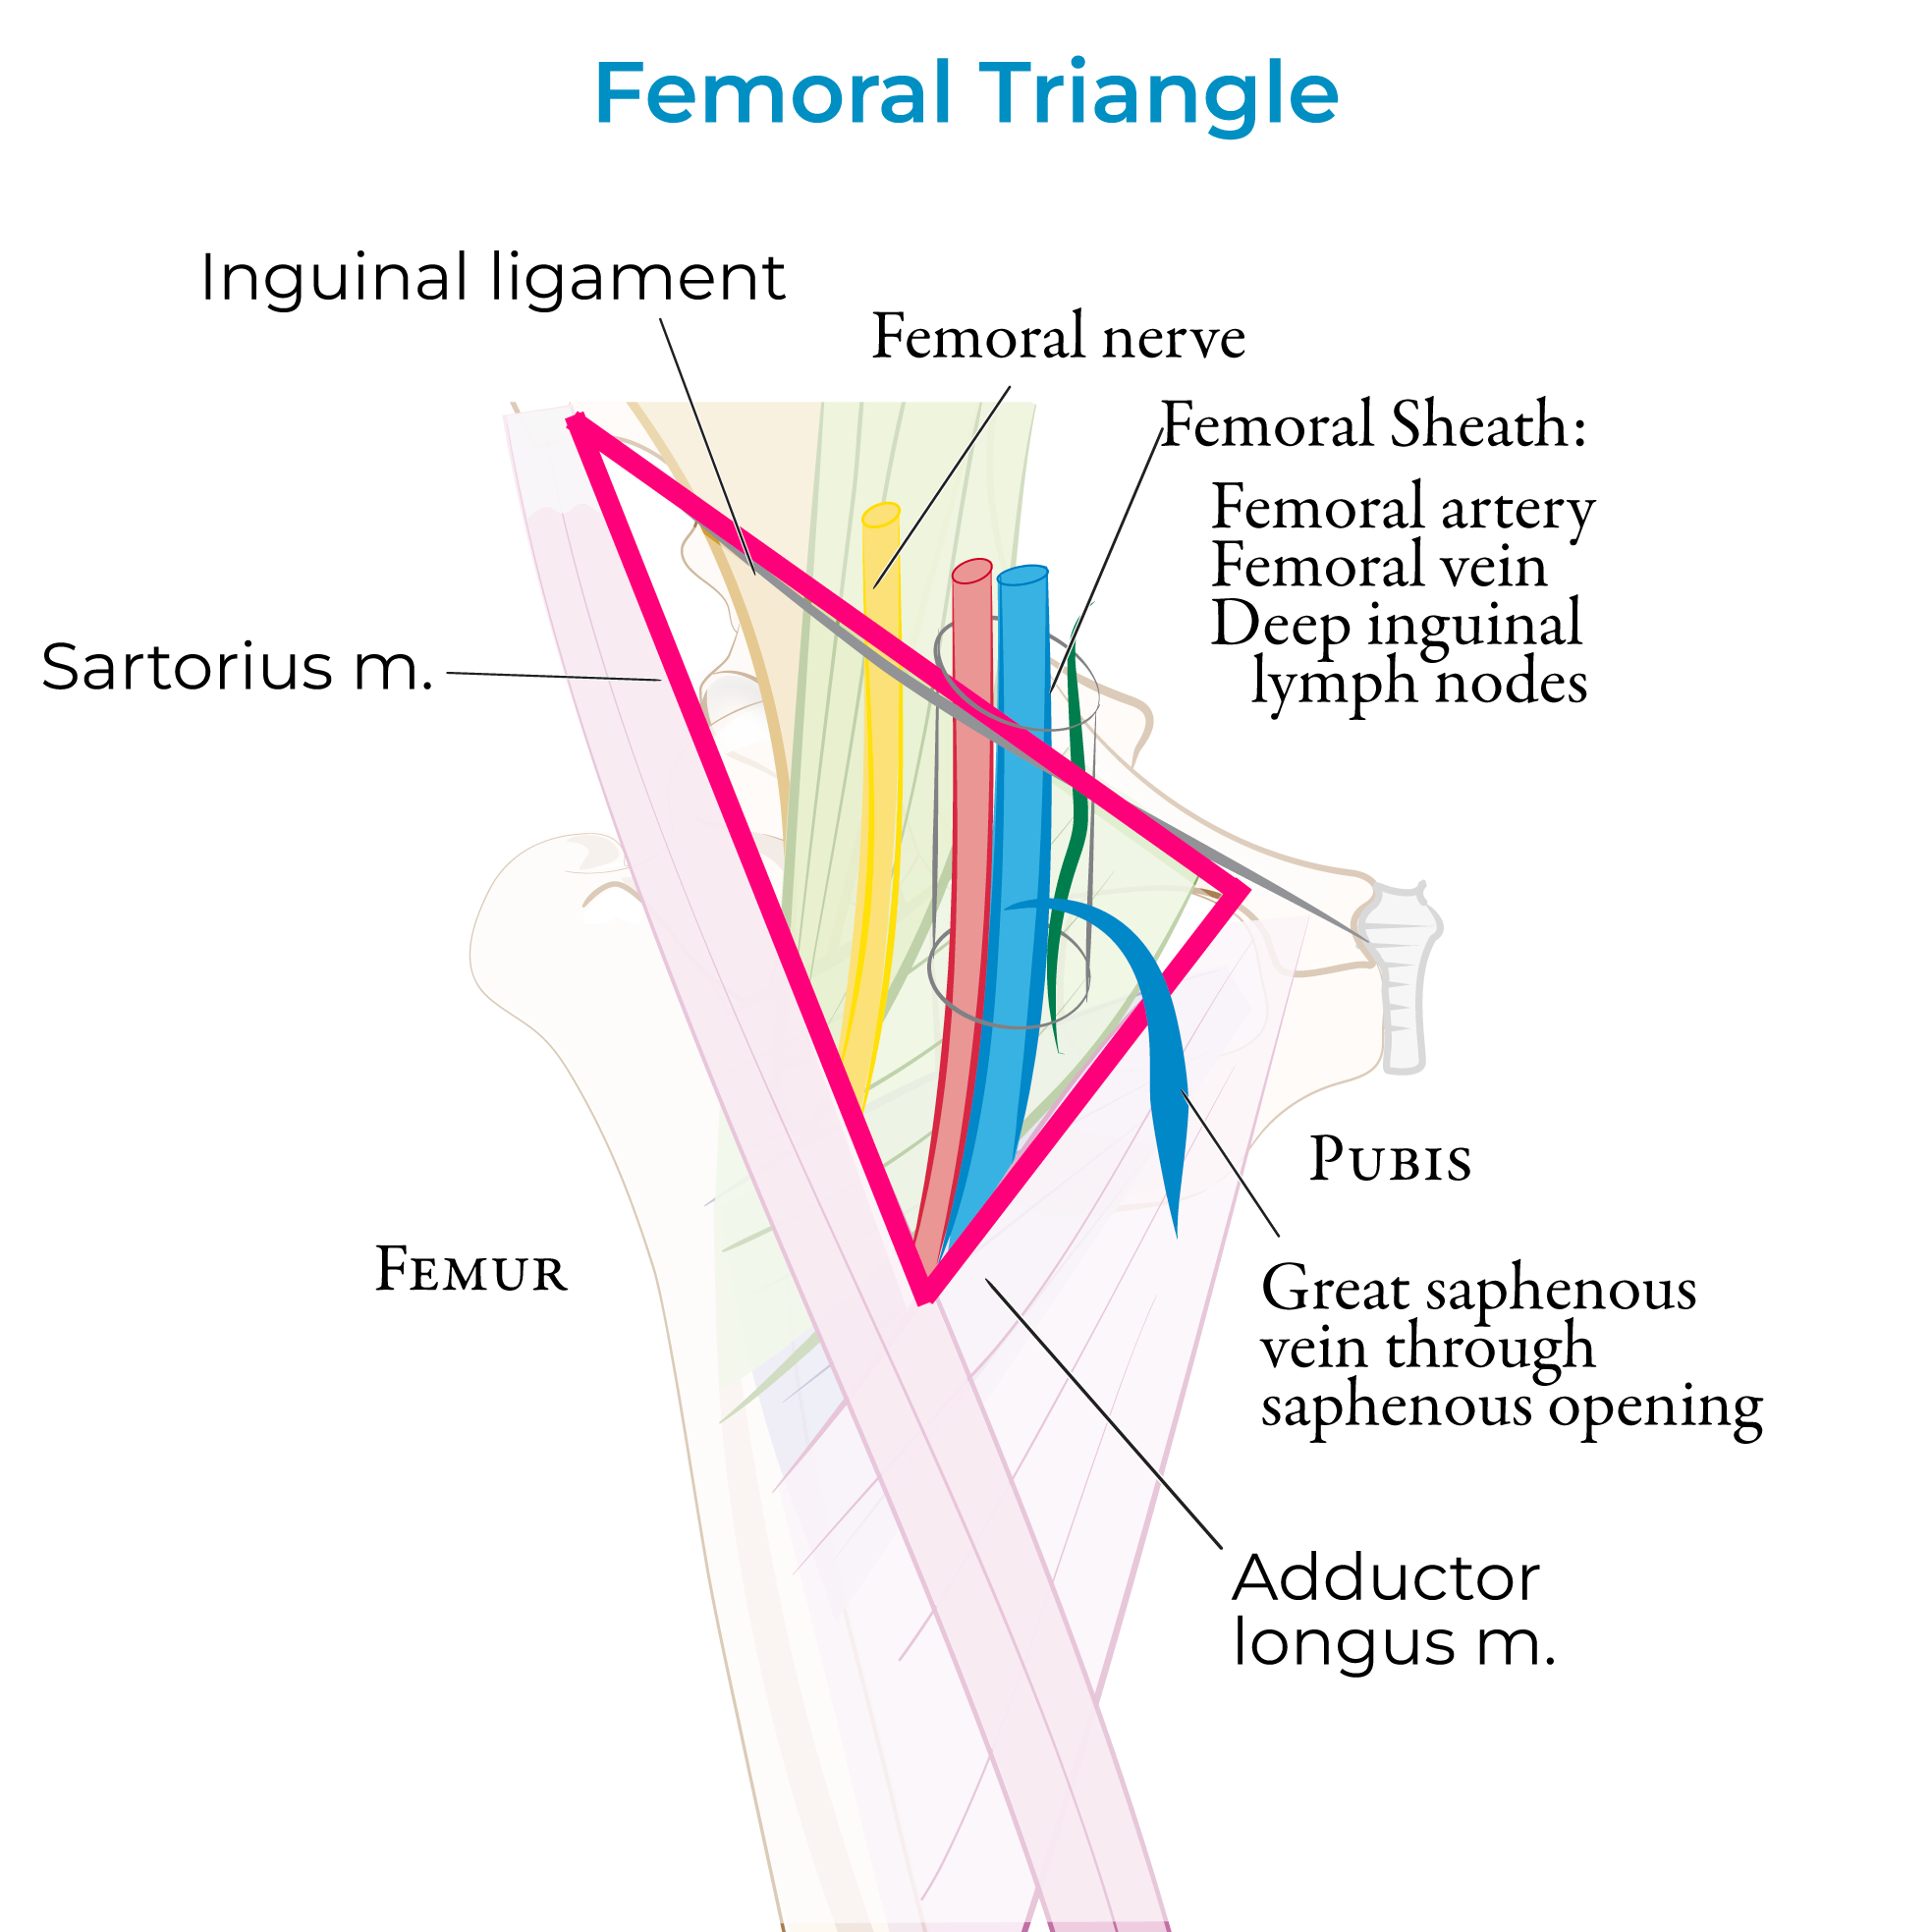 Femoral Triangle
Inguinal ligament
Femoral nerve
Femoral Sheath:
Femoral artery
Femoral vein
Deep inguinal
lymph nodes
Sartorius m.
Pubis
Femur
Great saphenous
vein through
saphenous opening
Adductor
longus m.